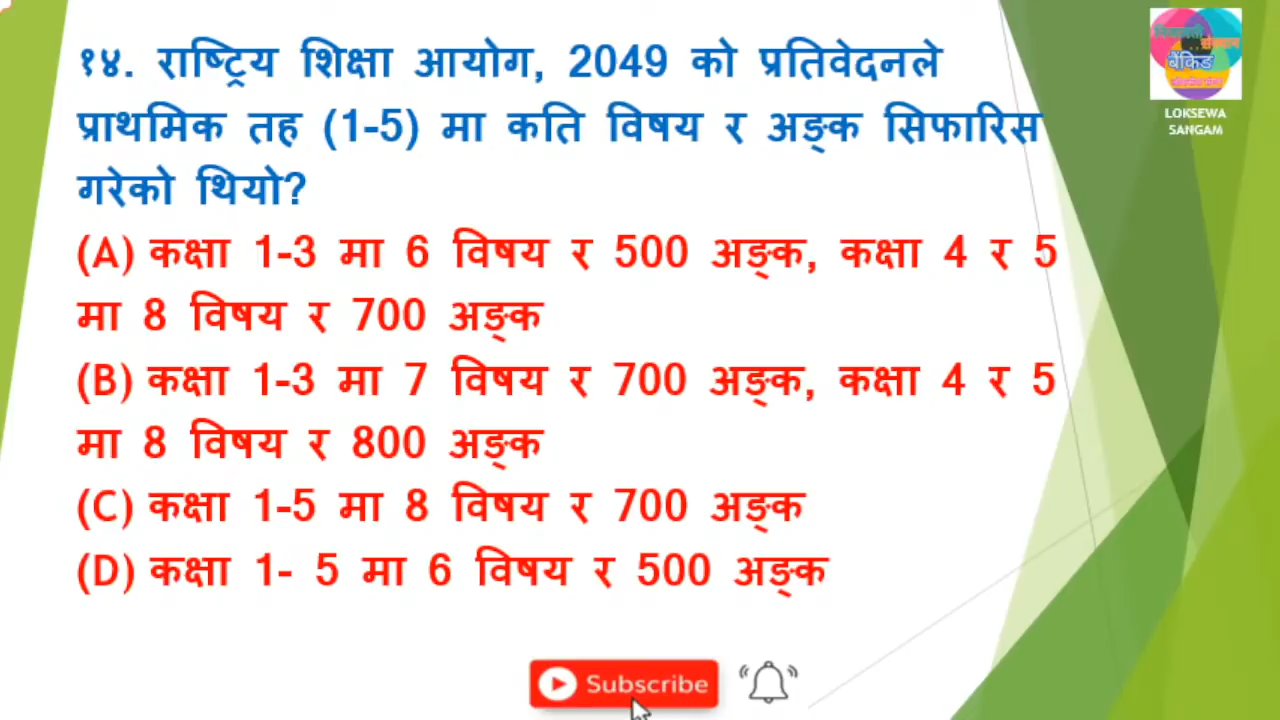 १४. राष्ट्रिय शिक्षा आयोग, 2049 को प्रतिवेदनले
प्राथमिक तह (1-5) मा कति विषय र अङ्क सिफारिस
गरेको थियो?
(A) कक्षा 1-3 मा 6 विषय र 500 अङ्क, कक्षा 4 र 5
मा 8 विषय र 700 अङ्क
(B) कक्षा 1-3 मा 7 विषय र 700 अङ्क, कक्षा 4 र 5
मा 8 विषय र 800 अङ्क
(C) कक्षा 1-5 मा 8 विषय र 700 अङ्क
(D) कक्षा 1- 5 मा 6 विषय र 500 अङ्क
बैंकिङ
LOKSEWA
SANGAM
Subscribe